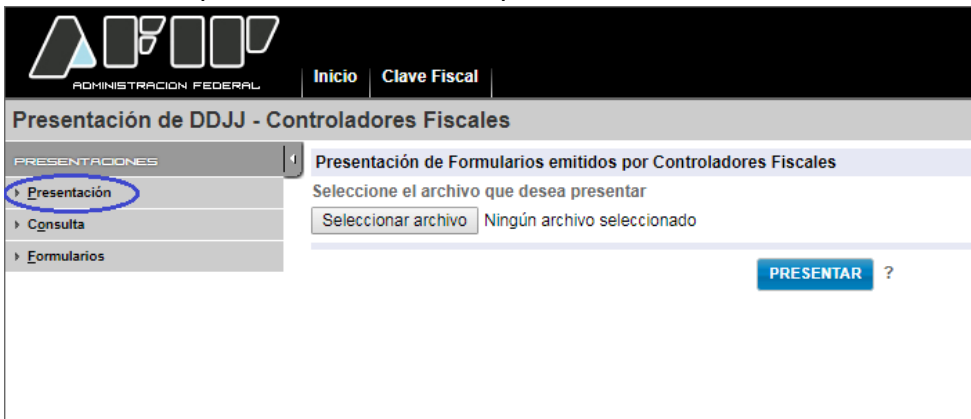 AFIP
ADMINISTRACION FEDERAL
Inicio Clave Fiscal
Presentación de DDJJ - Controladores Fiscales
PRESENTACIONES
Presentación
Consulta
Formularios
Presentación de Formularios emitidos por Controladores Fiscales
Seleccione el archivo que desea presentar
Seleccionar archivo Ningún archivo seleccionado
PRESENTAR ?